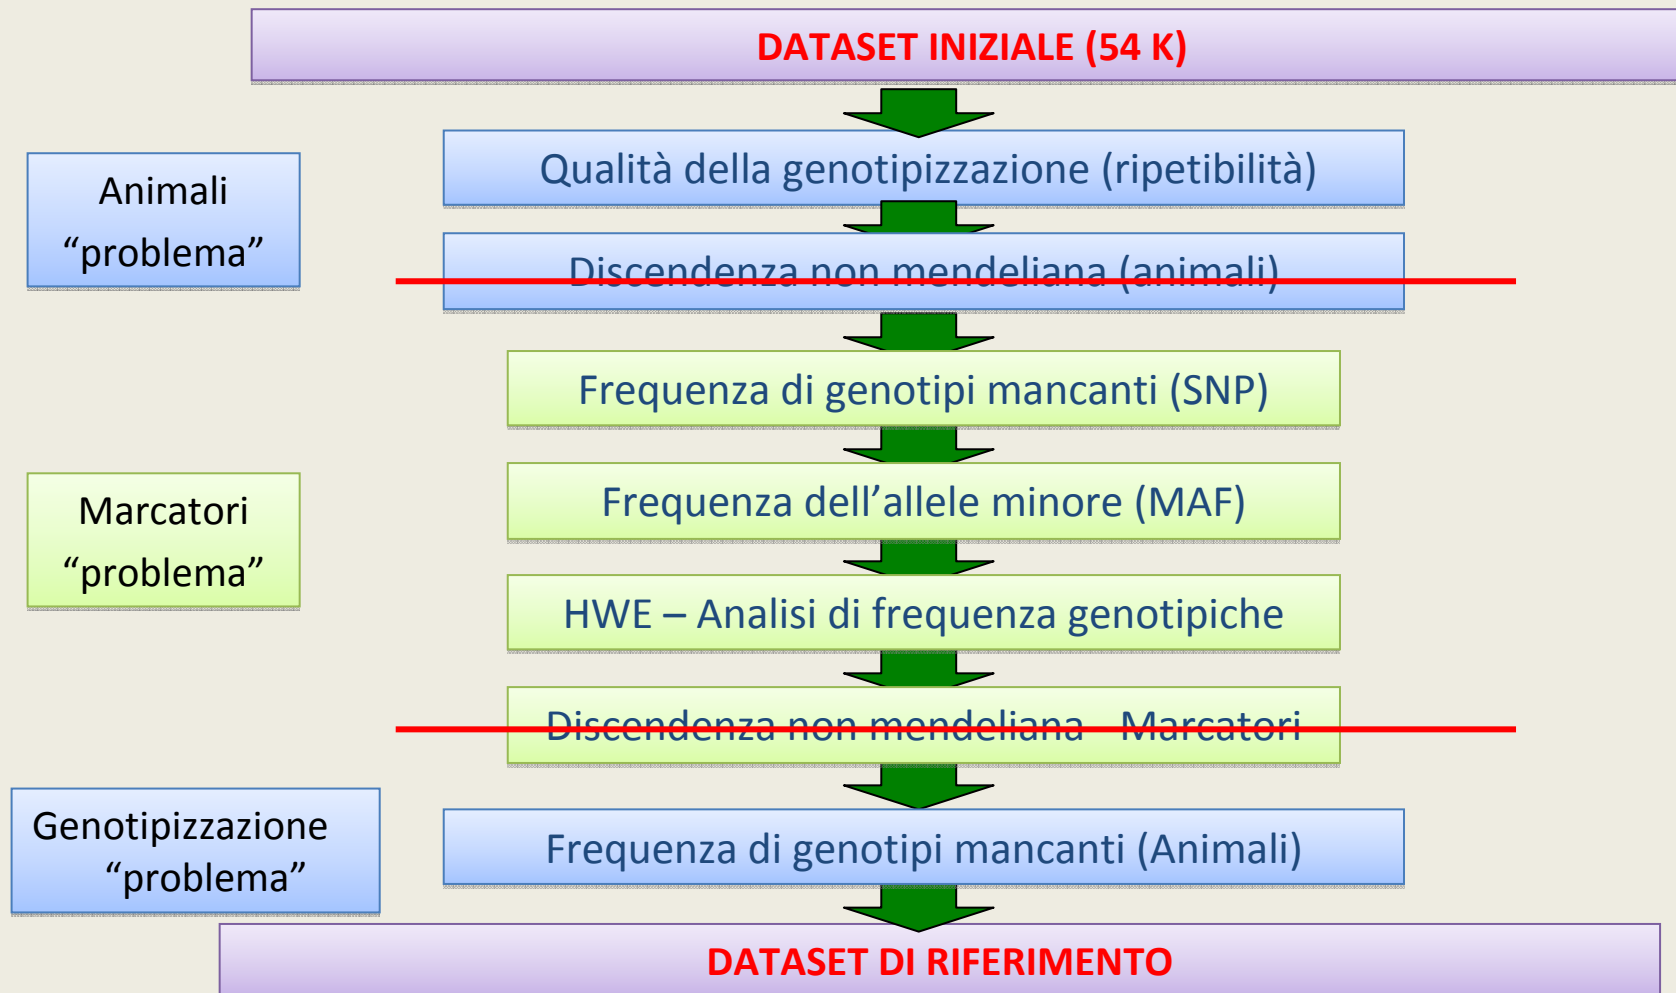 DATASET INIZIALE (54 K)
Qualità della genotipizzazione (ripetibilità)
Animali
“problema”
Discendenza non mendeliana (animali)
Frequenza di genotipi mancanti (SNP)
Frequenza dell’allele minore (MAF)
Marcatori
“problema”
HWE – Analisi di frequenza genotipiche
Discendenza non mendeliana - Marcatori
Genotipizzazione
“problema”
Frequenza di genotipi mancanti (Animali)
DATASET DI RIFERIMENTO